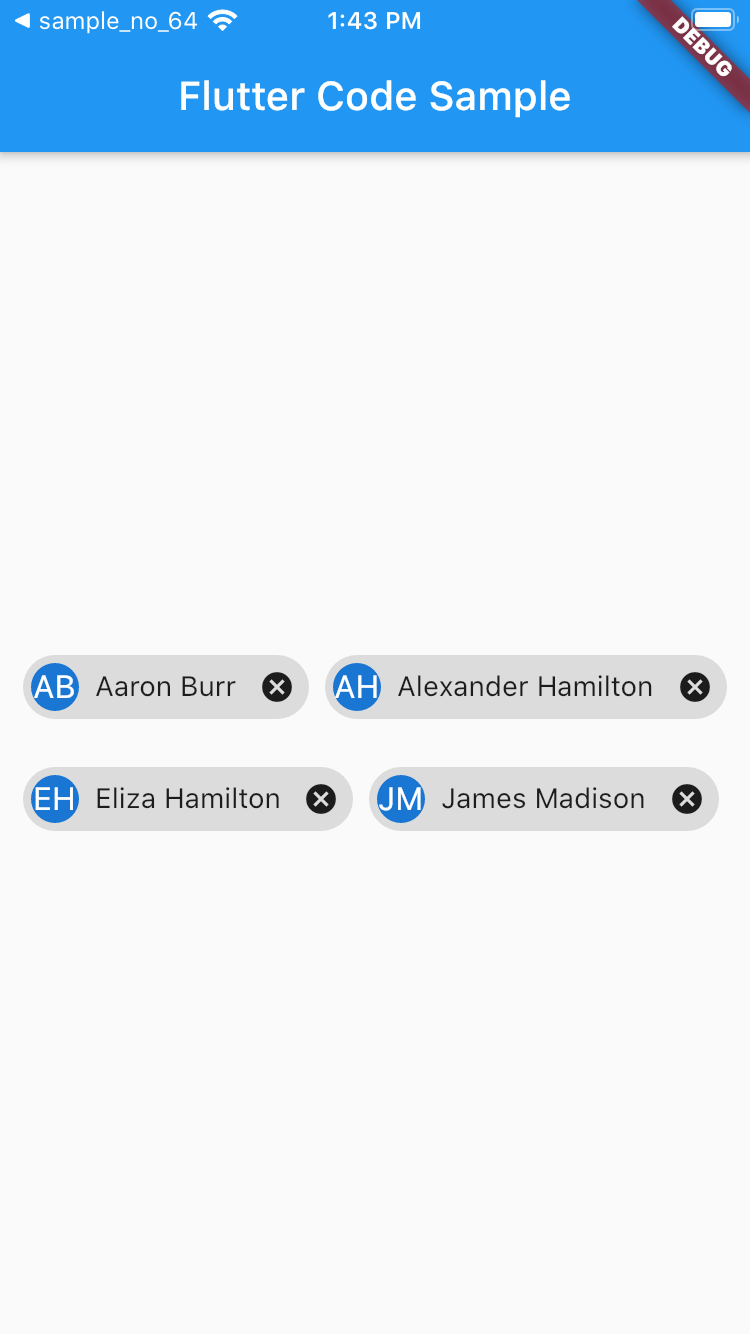 sample_no_64 1:43 PM
DEBUG
Flutter Code Sample
AB Aaron Burr AH Alexander Hamilton
EH Eliza Hamilton JM James Madison